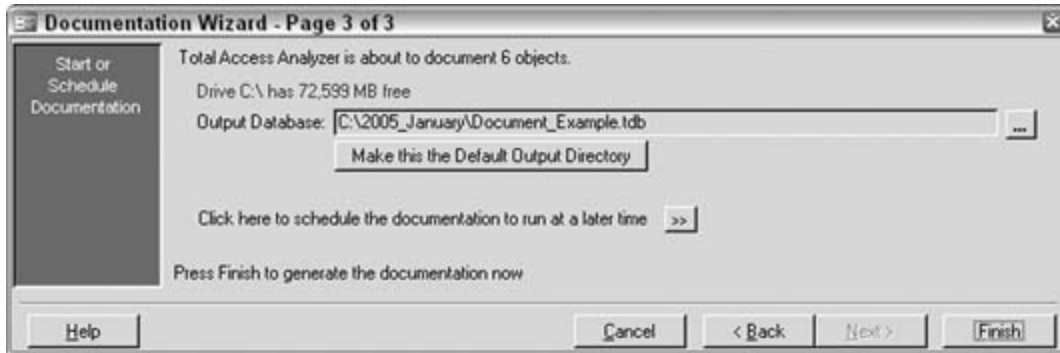 Documentation Wizard - Page 3 of 3
Start or
Schedule
Documentation
Total Access Analyzer is about to document 6 objects.
Drive C:\ has 72,599 MB free
Output Database: C:\2005_January\Document_Example.tdb ...
Make this the Default Output Directory
Click here to schedule the documentation to run at a later time >>
Press Finish to generate the documentation now
Help Cancel < Back Next > Finish